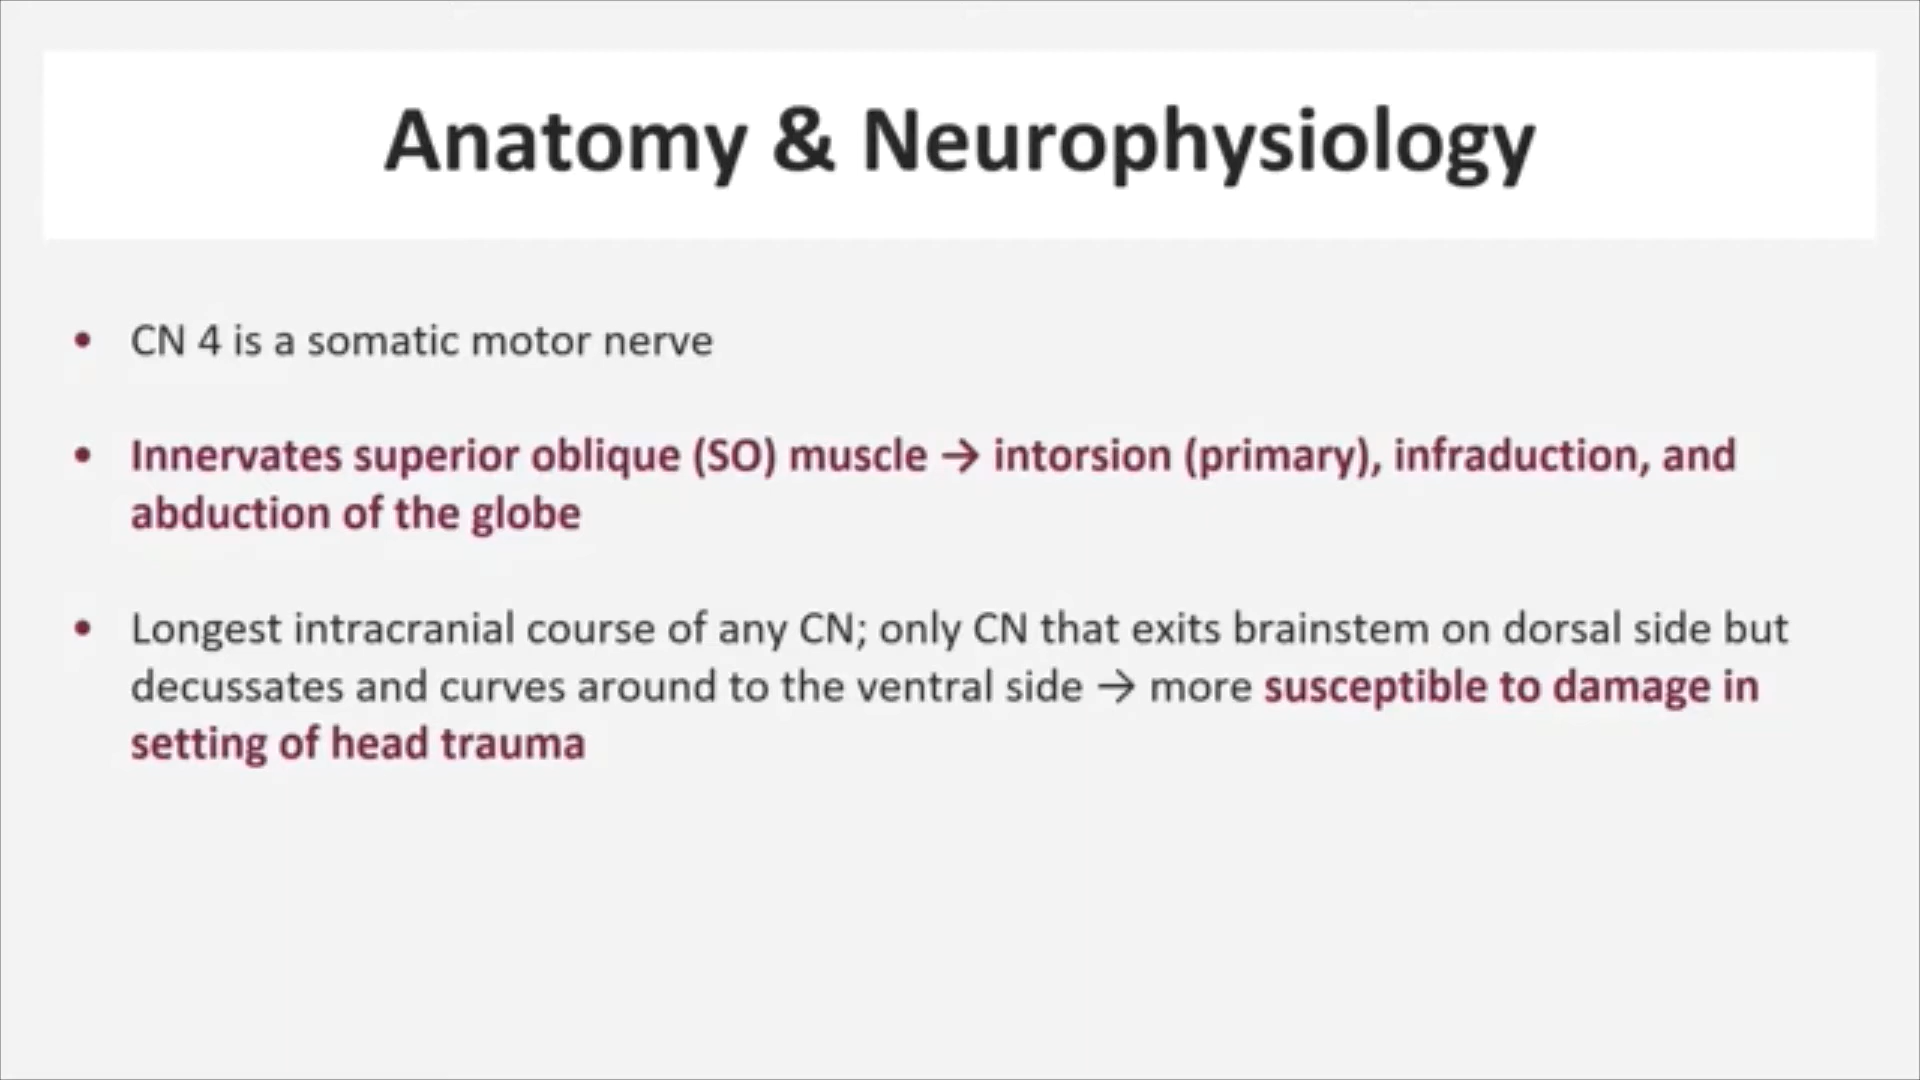 Anatomy & Neurophysiology
• CN 4 is a somatic motor nerve
• Innervates superior oblique (SO) muscle → intorsion (primary), infraduction, and
abduction of the globe
• Longest intracranial course of any CN; only CN that exits brainstem on dorsal side but
decussates and curves around to the ventral side → more susceptible to damage in
setting of head trauma